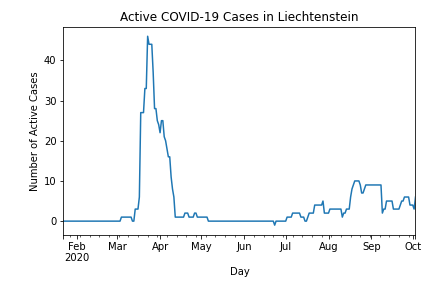 Active COVID-19 Cases in Liechtenstein
Number of Active Cases
40
30
20
10
0
Feb Mar Apr May Jun Jul Aug Sep Oct
2020
Day